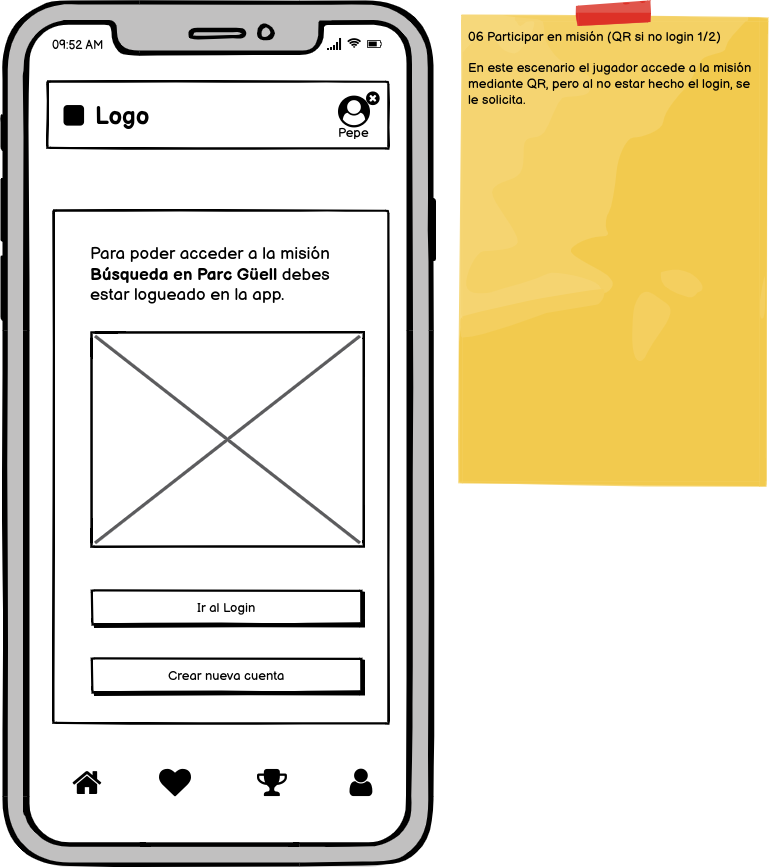 09:52 AM
Logo
Pepe
Para poder acceder a la misión
Búsqueda en Parc Güell debes
estar logueado en la app.
Ir al Login
Crear nueva cuenta
06 Participar en misión (QR si no login 1/2)
En este escenario el jugador accede a la misión
mediante QR, pero al no estar hecho el login, se
le solicita.